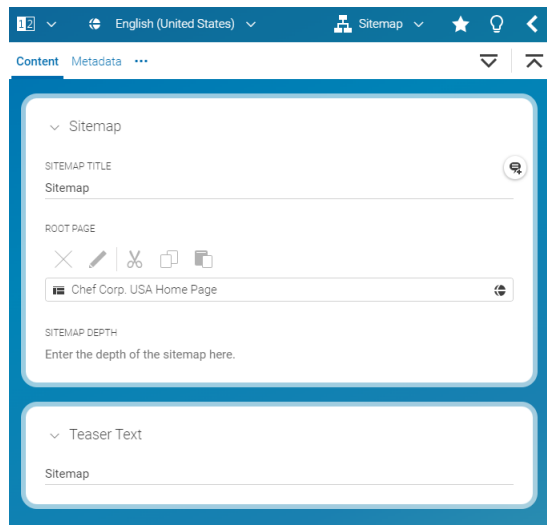 12 English (United States) Sitemap
Content Metadata ...
Sitemap
SITEMAP TITLE
Sitemap
ROOT PAGE
Chef Corp. USA Home Page
SITEMAP DEPTH
Enter the depth of the sitemap here.
Teaser Text
Sitemap